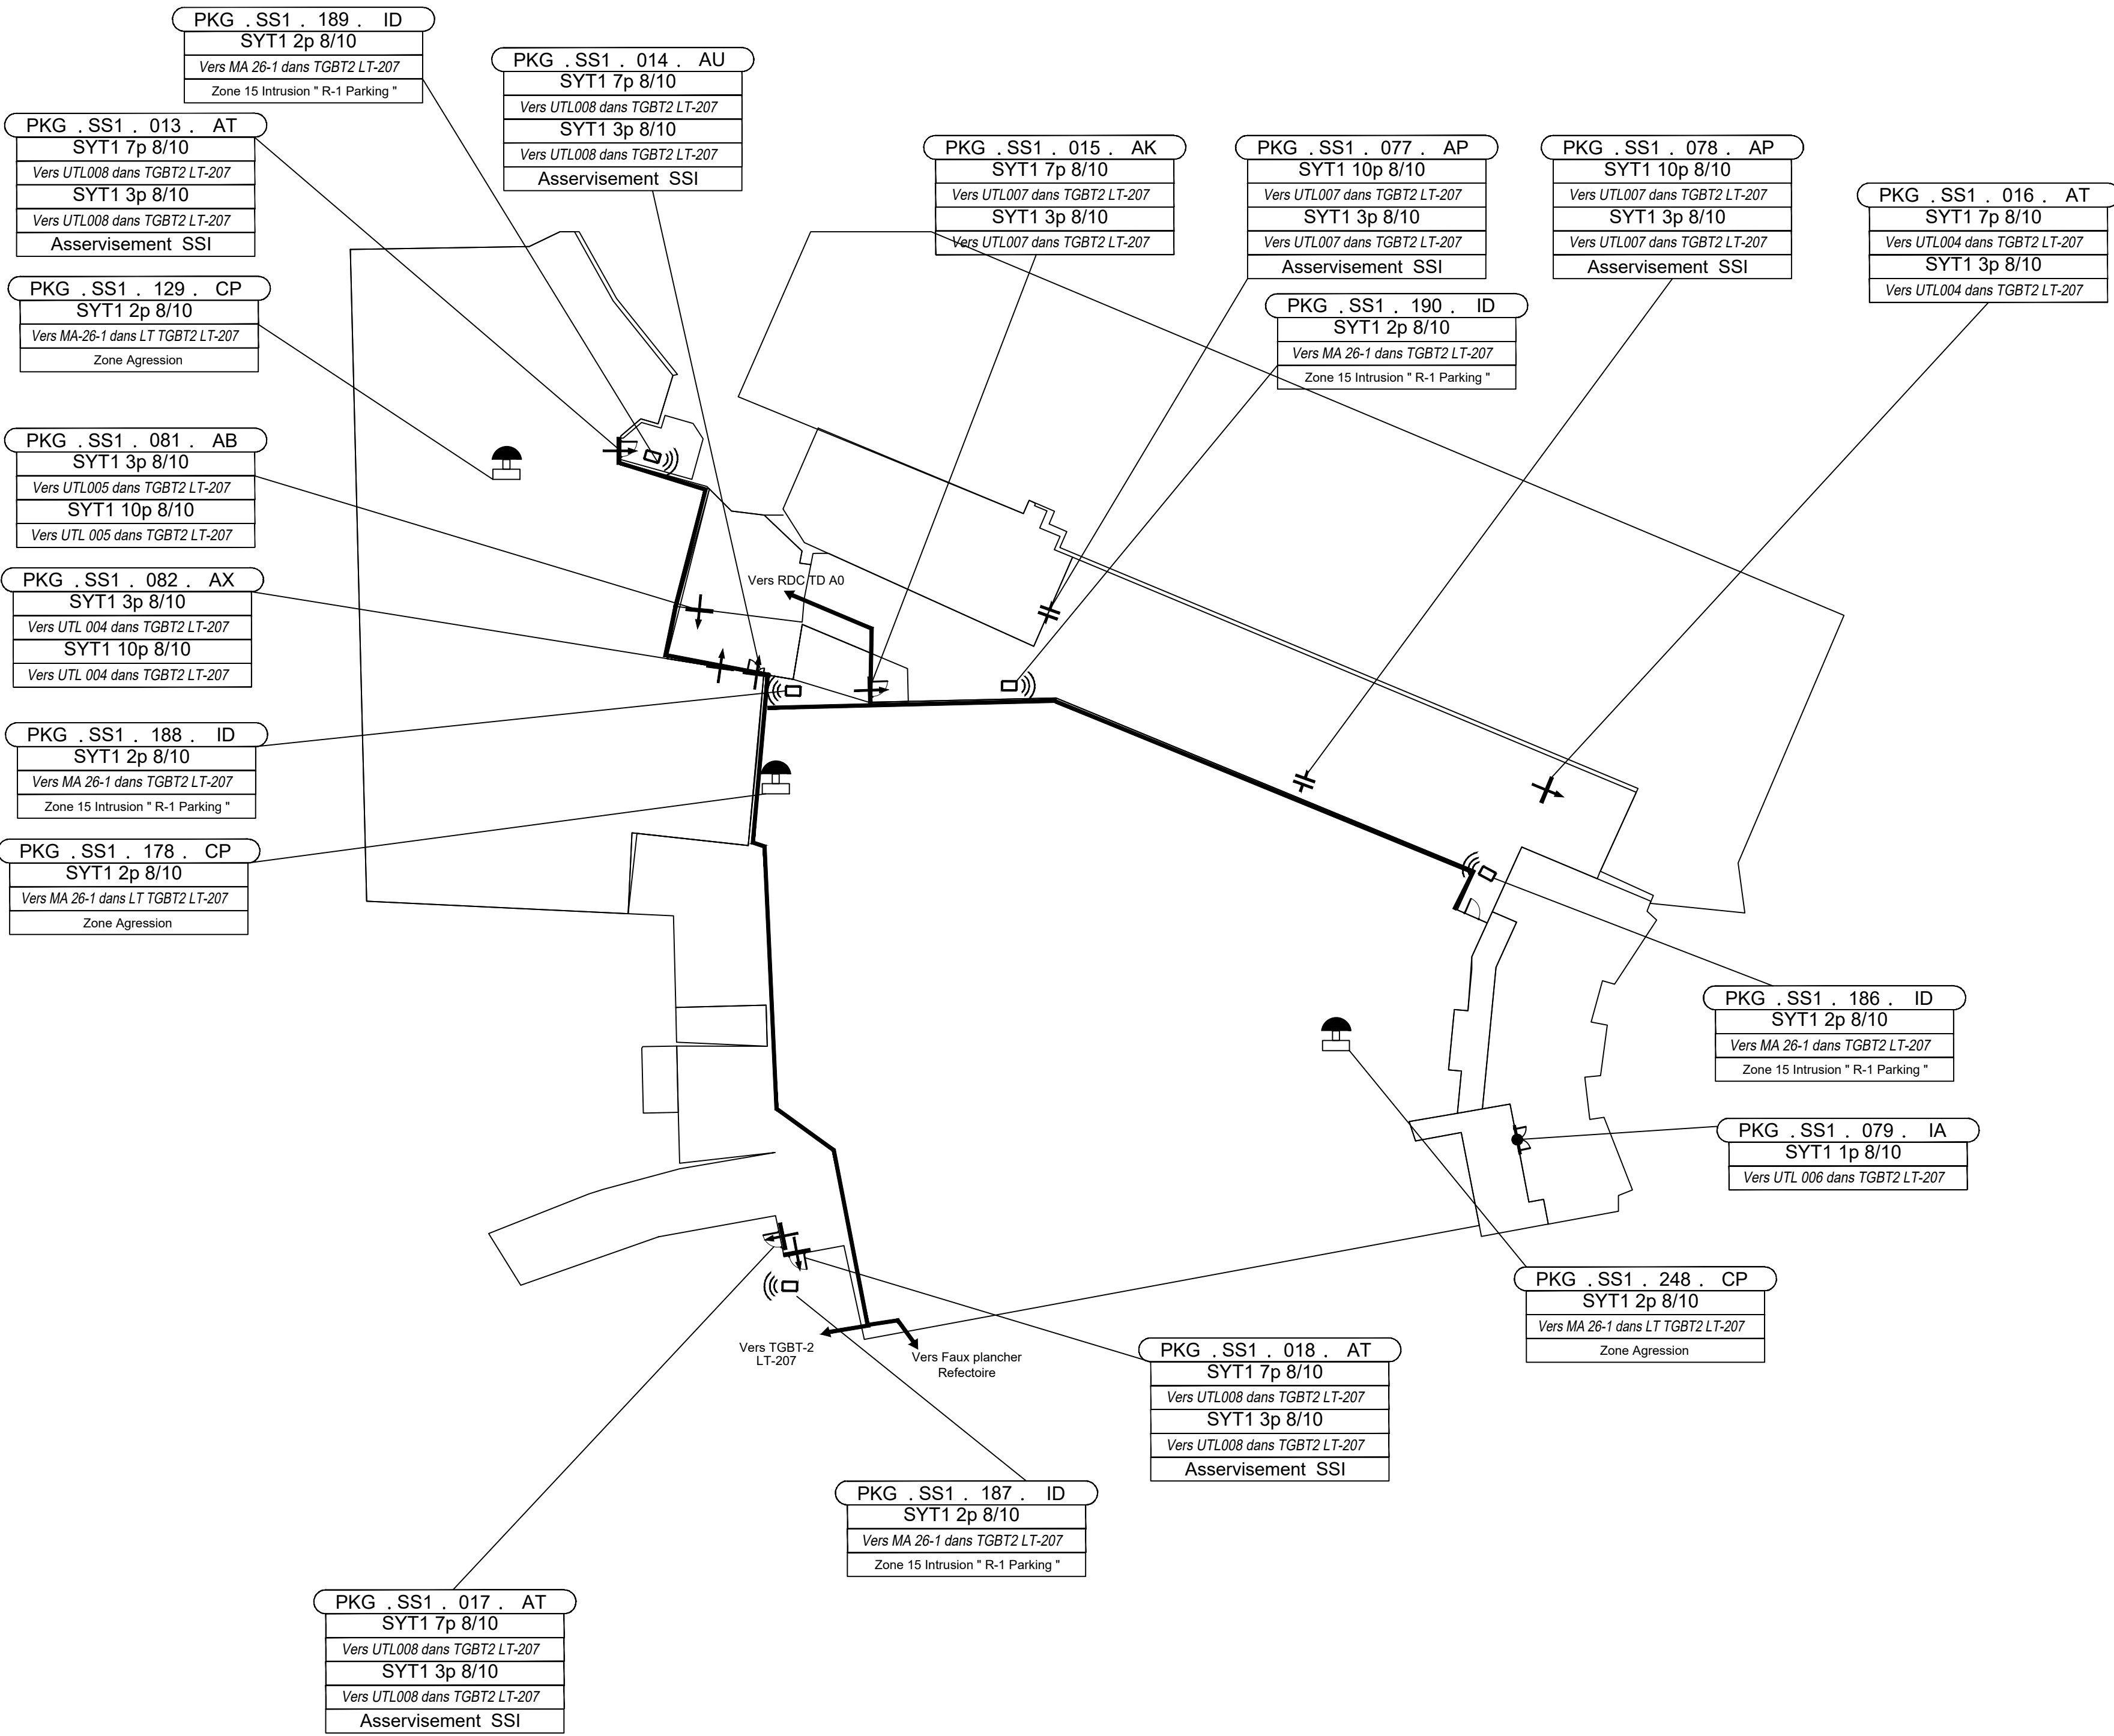 PKG . SS1 . 189 . ID
SYT1 2p 8/10
Vers MA 26-1 dans TGBT2 LT-207
Zone 15 Intrusion " R-1 Parking "
PKG . SS1 . 014 . AU
SYT1 7p 8/10
Vers UTL008 dans TGBT2 LT-207
SYT1 3p 8/10
Vers UTL008 dans TGBT2 LT-207
Asservisement SSI
PKG . SS1 . 013 . AT
SYT1 7p 8/10
Vers UTL008 dans TGBT2 LT-207
SYT1 3p 8/10
Vers UTL008 dans TGBT2 LT-207
Asservisement SSI
PKG . SS1 . 015 . AK
SYT1 7p 8/10
Vers UTL007 dans TGBT2 LT-207
SYT1 3p 8/10
Vers UTL007 dans TGBT2 LT-207
PKG . SS1 . 077 . AP
SYT1 10p 8/10
Vers UTL007 dans TGBT2 LT-207
SYT1 3p 8/10
Vers UTL007 dans TGBT2 LT-207
Asservisement SSI
PKG . SS1 . 078 . AP
SYT1 10p 8/10
Vers UTL007 dans TGBT2 LT-207
SYT1 3p 8/10
Vers UTL007 dans TGBT2 LT-207
Asservisement SSI
PKG . SS1 . 016 . AT
SYT1 7p 8/10
Vers UTL004 dans TGBT2 LT-207
SYT1 3p 8/10
Vers UTL004 dans TGBT2 LT-207
PKG . SS1 . 129 . CP
SYT1 2p 8/10
Vers MA-26-1 dans LT TGBT2 LT-207
Zone Agression
PKG . SS1 . 190 . ID
SYT1 2p 8/10
Vers MA 26-1 dans TGBT2 LT-207
Zone 15 Intrusion " R-1 Parking "
PKG . SS1 . 081 . AB
SYT1 3p 8/10
Vers UTL005 dans TGBT2 LT-207
SYT1 10p 8/10
Vers UTL 005 dans TGBT2 LT-207
PKG . SS1 . 082 . AX
SYT1 3p 8/10
Vers UTL 004 dans TGBT2 LT-207
SYT1 10p 8/10
Vers UTL 004 dans TGBT2 LT-207
Vers RDC TD A0
PKG . SS1 . 188 . ID
SYT1 2p 8/10
Vers MA 26-1 dans TGBT2 LT-207
Zone 15 Intrusion " R-1 Parking "
PKG . SS1 . 178 . CP
SYT1 2p 8/10
Vers MA 26-1 dans LT TGBT2 LT-207
Zone Agression
PKG . SS1 . 186 . ID
SYT1 2p 8/10
Vers MA 26-1 dans TGBT2 LT-207
Zone 15 Intrusion " R-1 Parking "
PKG . SS1 . 079 . IA
SYT1 1p 8/10
Vers UTL 006 dans TGBT2 LT-207
PKG . SS1 . 248 . CP
SYT1 2p 8/10
Vers MA 26-1 dans LT TGBT2 LT-207
Zone Agression
Vers TGBT-2
LT-207
Vers Faux plancher
Refectoire
PKG . SS1 . 018 . AT
SYT1 7p 8/10
Vers UTL008 dans TGBT2 LT-207
SYT1 3p 8/10
Vers UTL008 dans TGBT2 LT-207
Asservisement SSI
PKG . SS1 . 187 . ID
SYT1 2p 8/10
Vers MA 26-1 dans TGBT2 LT-207
Zone 15 Intrusion " R-1 Parking "
PKG . SS1 . 017 . AT
SYT1 7p 8/10
Vers UTL008 dans TGBT2 LT-207
SYT1 3p 8/10
Vers UTL008 dans TGBT2 LT-207
Asservisement SSI